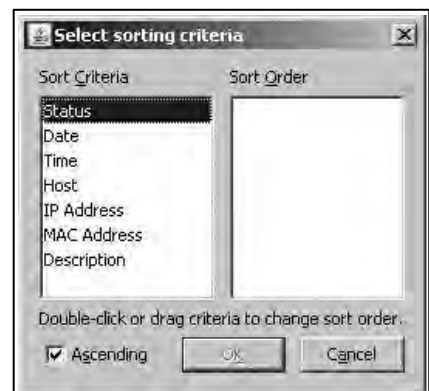 Select sorting criteria
Sort Criteria Sort Order
Status
Date
Time
Host
IP Address
MAC Address
Description
Double-click or drag criteria to change sort order.
Ascending OK Cancel